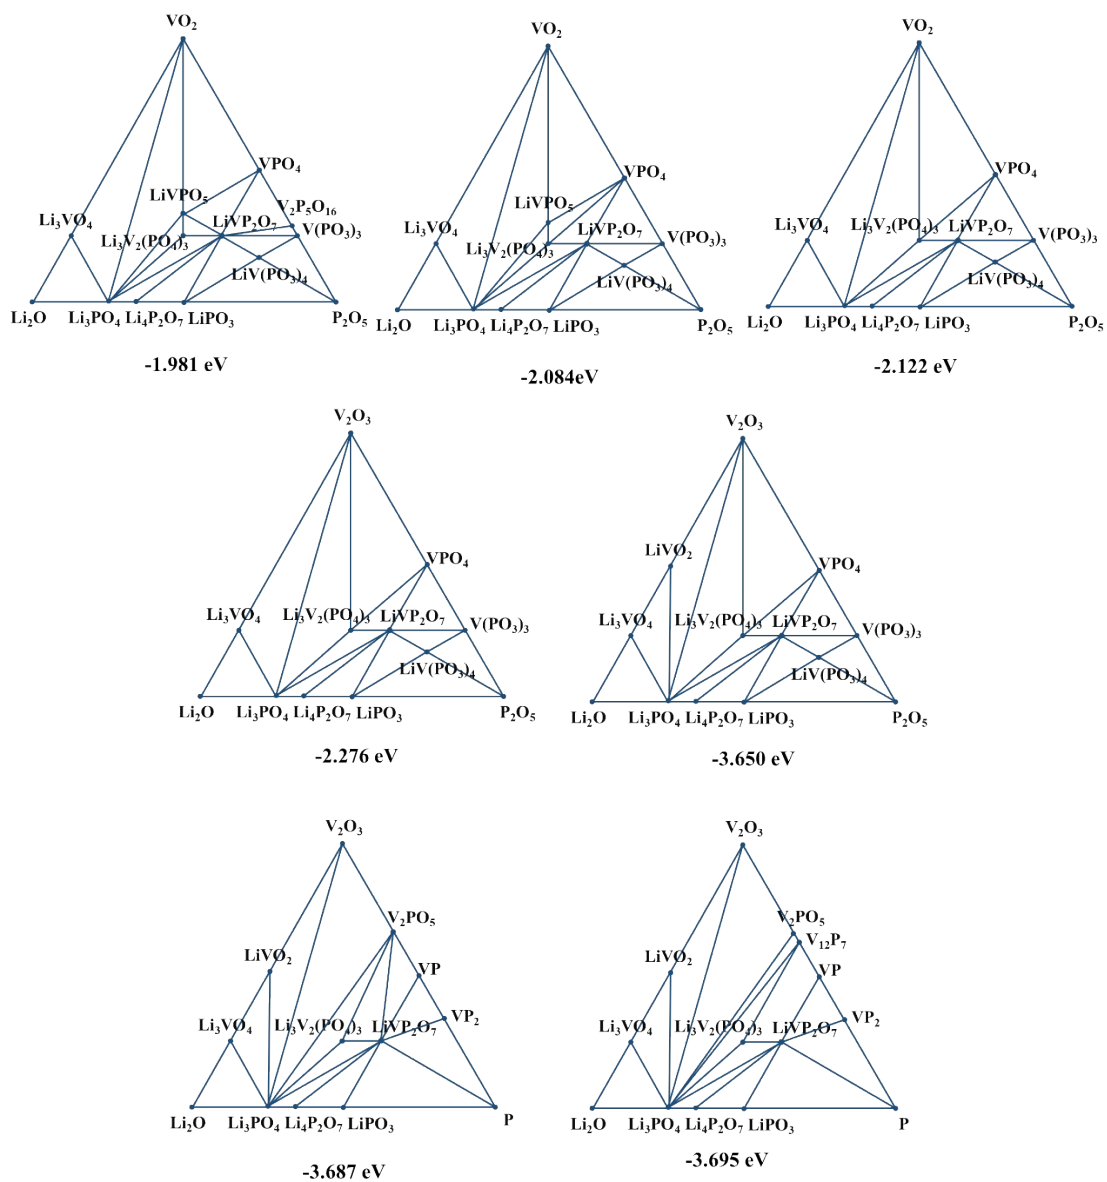 VO₂
VPO₄
LiVPO₅
V₂P₅O₁₆
Li₃VO₄
LiVP₂O₇
V(PO₃)₃
Li₃V₂(PO₄)₃
LiV(PO₃)₄
Li₂O
Li₃PO₄
Li₄P₂O₇
LiPO₃
P₂O₅
-1.981 eV
VO₂
VPO₄
LiVPO₅
Li₃VO₄
LiVP₂O₇
V(PO₃)₃
Li₃V₂(PO₄)₃
LiV(PO₃)₄
Li₂O
Li₃PO₄
Li₄P₂O₇
LiPO₃
P₂O₅
-2.084eV
VO₂
VPO₄
Li₃VO₄
Li₃V₂(PO₄)₃
LiVP₂O₇
V(PO₃)₃
LiV(PO₃)₄
Li₂O
Li₃PO₄
Li₄P₂O₇
LiPO₃
P₂O₅
-2.122 eV
V₂O₃
VPO₄
Li₃VO₄
Li₃V₂(PO₄)₃
LiVP₂O₇
V(PO₃)₃
LiV(PO₃)₄
Li₂O
Li₃PO₄
Li₄P₂O₇
LiPO₃
P₂O₅
-2.276 eV
V₂O₃
LiVO₂
VPO₄
Li₃VO₄
Li₃V₂(PO₄)₃
LiVP₂O₇
V(PO₃)₃
LiV(PO₃)₄
Li₂O
Li₃PO₄
Li₄P₂O₇
LiPO₃
P₂O₅
-3.650 eV
V₂O₃
V₂PO₅
LiVO₂
VP
Li₃VO₄
Li₃V₂(PO₄)₃
LiVP₂O₇
VP₂
Li₂O
Li₃PO₄
Li₄P₂O₇
LiPO₃
P
-3.687 eV
V₂O₃
V₂PO₅
V₁₂P₇
LiVO₂
VP
Li₃VO₄
Li₃V₂(PO₄)₃
LiVP₂O₇
VP₂
Li₂O
Li₃PO₄
Li₄P₂O₇
LiPO₃
P
-3.695 eV